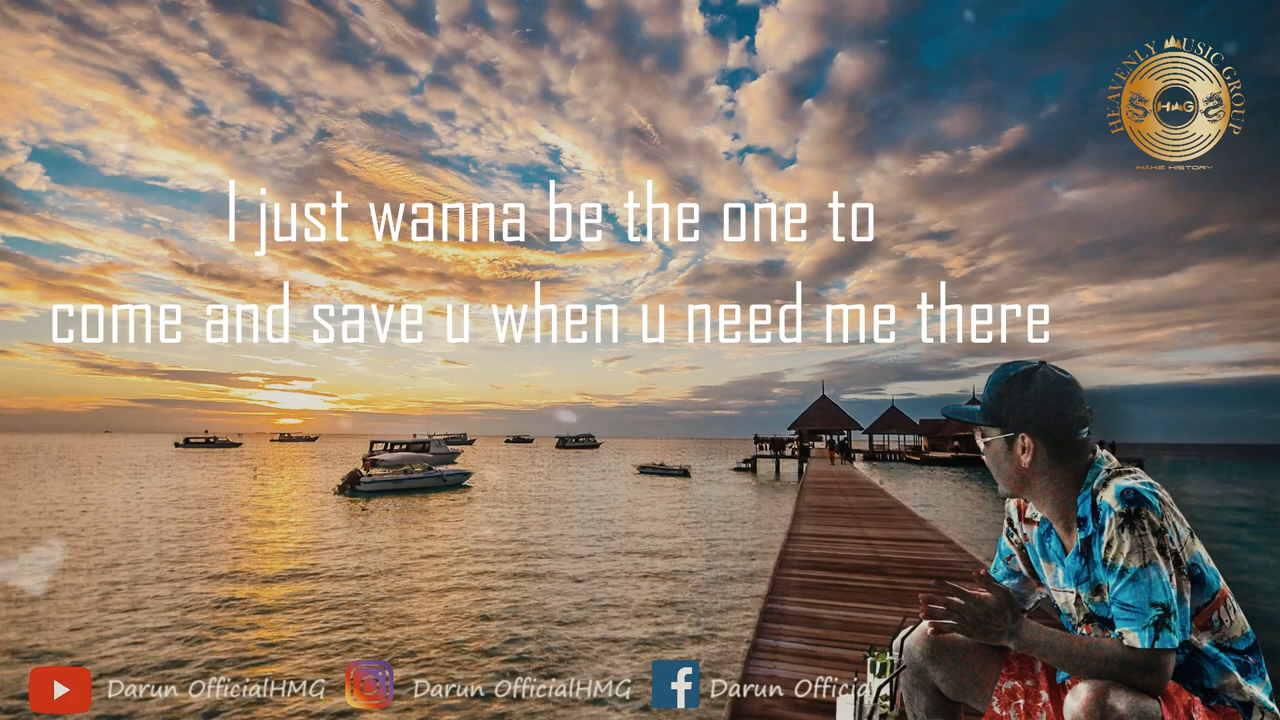 HEAVENLY MUSIC GROUP
HMG
MAKE HISTORY
I just wanna be the one to
come and save u when u need me there
Darun OfficialHMG
Darun OfficialHMG
Darun Official